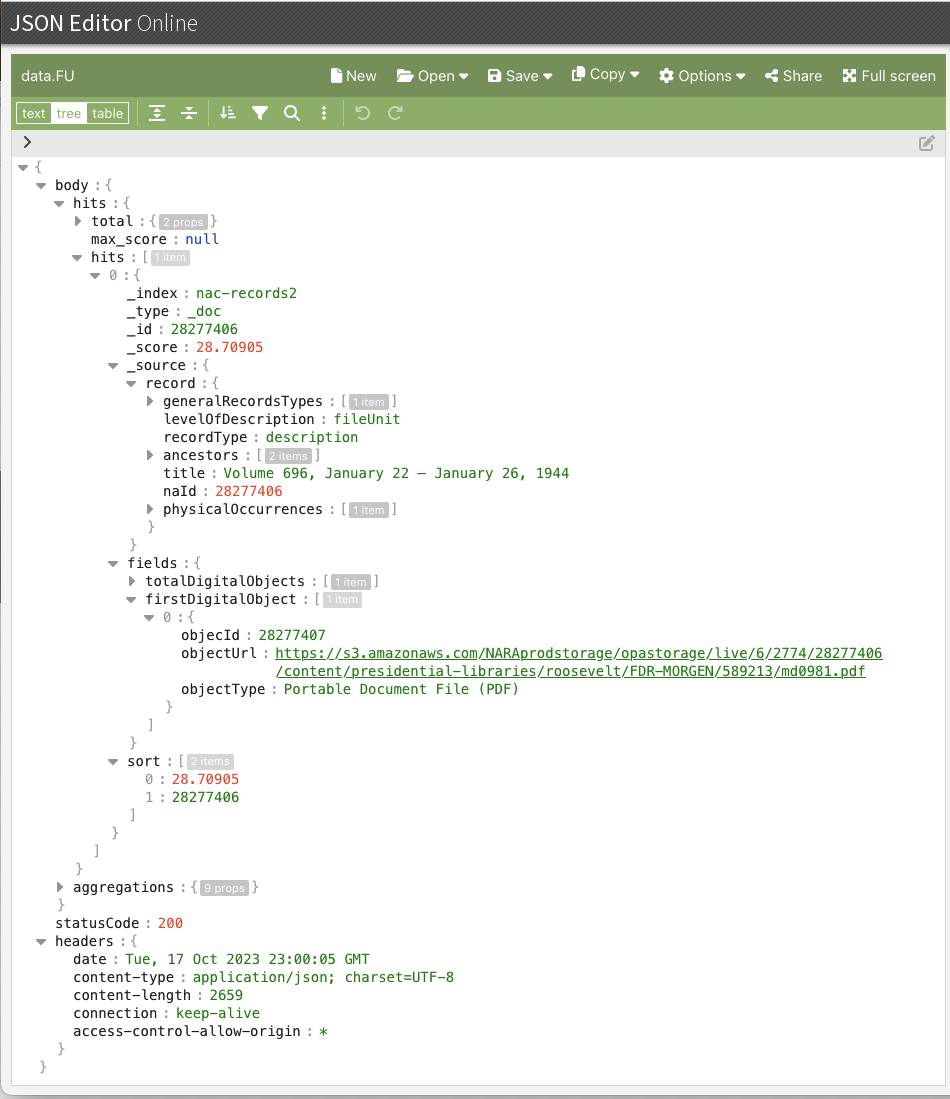 JSON Editor Online
data.FU New Open Save Copy Options Share Full screen
text tree table
{
body : {
hits : {
total : { 2 props }
max_score : null
hits : [ 1 item
0 : {
_index : nac-records2
_type : _doc
_id : 28277406
_score : 28.70905
_source : {
record : {
generalRecordsTypes : [ 1 item ]
levelOfDescription : fileUnit
recordType : description
ancestors : [ 2 items ]
title : Volume 696, January 22 – January 26, 1944
naId : 28277406
physicalOccurrences : [ 1 item ]
}
}
fields : {
totalDigitalObjects : [ 1 item ]
firstDigitalObject : [ 1 item
0 : {
objecId : 28277407
objectUrl : https://s3.amazonaws.com/NARAprodstorage/opastorage/live/6/2774/28277406
/content/presidential-libraries/roosevelt/FDR-MORGEN/589213/md0981.pdf
objectType : Portable Document File (PDF)
}
]
}
sort : [ 2 items
0 : 28.70905
1 : 28277406
]
}
]
}
aggregations : { 9 props }
}
statusCode : 200
headers : {
date : Tue, 17 Oct 2023 23:00:05 GMT
content-type : application/json; charset=UTF-8
content-length : 2659
connection : keep-alive
access-control-allow-origin : *
}
}